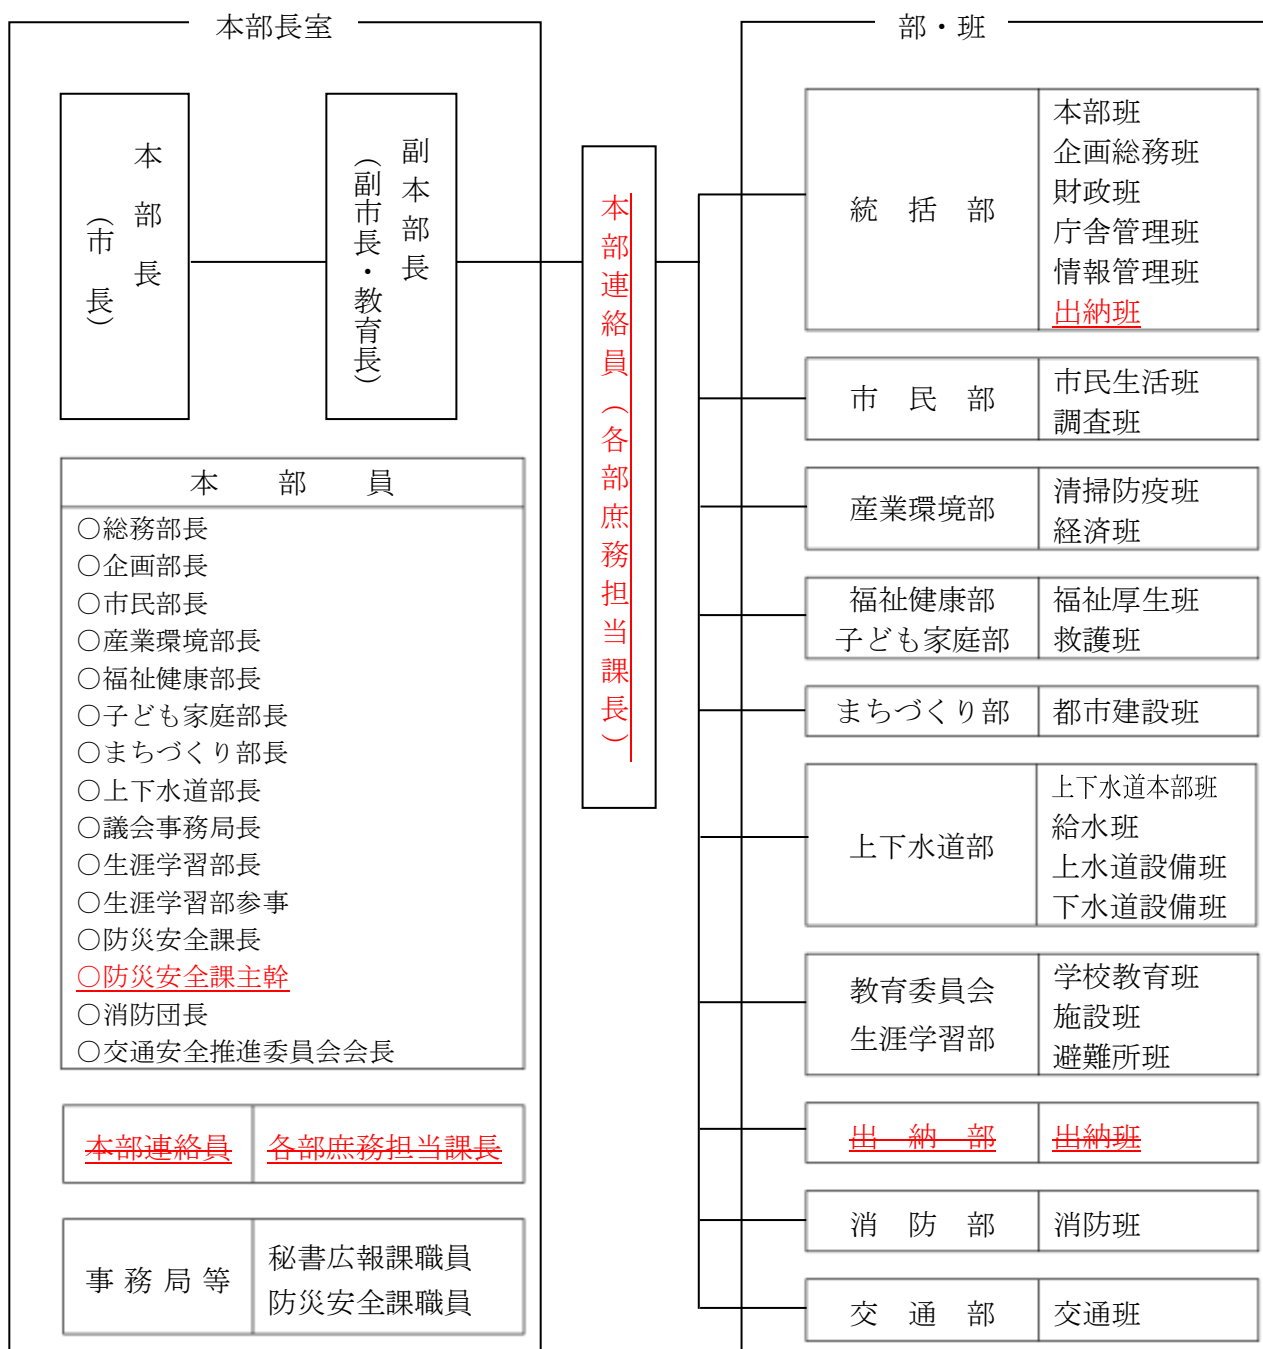 本部長室
本部長
（市長）
副本部長
（副市長・教育長）
本部員
○総務部長
○企画部長
○市民部長
○産業環境部長
○福祉健康部長
○子ども家庭部長
○まちづくり部長
○上下水道部長
○議会事務局長
○生涯学習部長
○生涯学習部参事
○防災安全課長
○防災安全課主幹
○消防団長
○交通安全推進委員会会長
本部連絡員
各部庶務担当課長
事務局等
秘書広報課職員
防災安全課職員
本部連絡員（各部庶務担当課長）
部・班
統括部
本部班
企画総務班
財政班
庁舎管理班
情報管理班
出納班
市民部
市民生活班
調査班
産業環境部
清掃防疫班
経済班
福祉健康部
子ども家庭部
福祉厚生班
救護班
まちづくり部
都市建設班
上下水道部
上下水道本部班
給水班
上水道設備班
下水道設備班
教育委員会
生涯学習部
学校教育班
施設班
避難所班
出納部
出納班
消防部
消防班
交通部
交通班